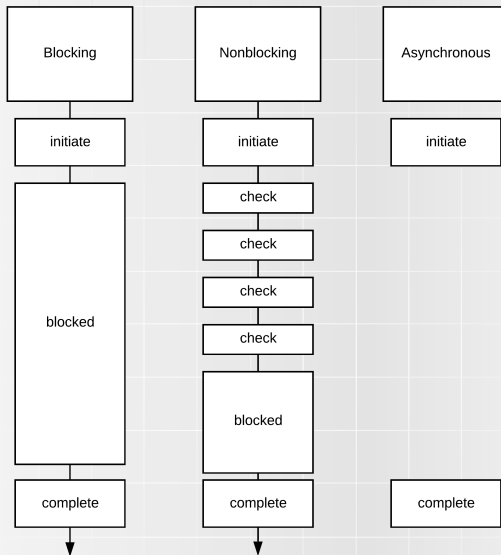 Blocking
Nonblocking
Asynchronous
initiate
initiate
initiate
check
check
check
check
blocked
blocked
complete
complete
complete